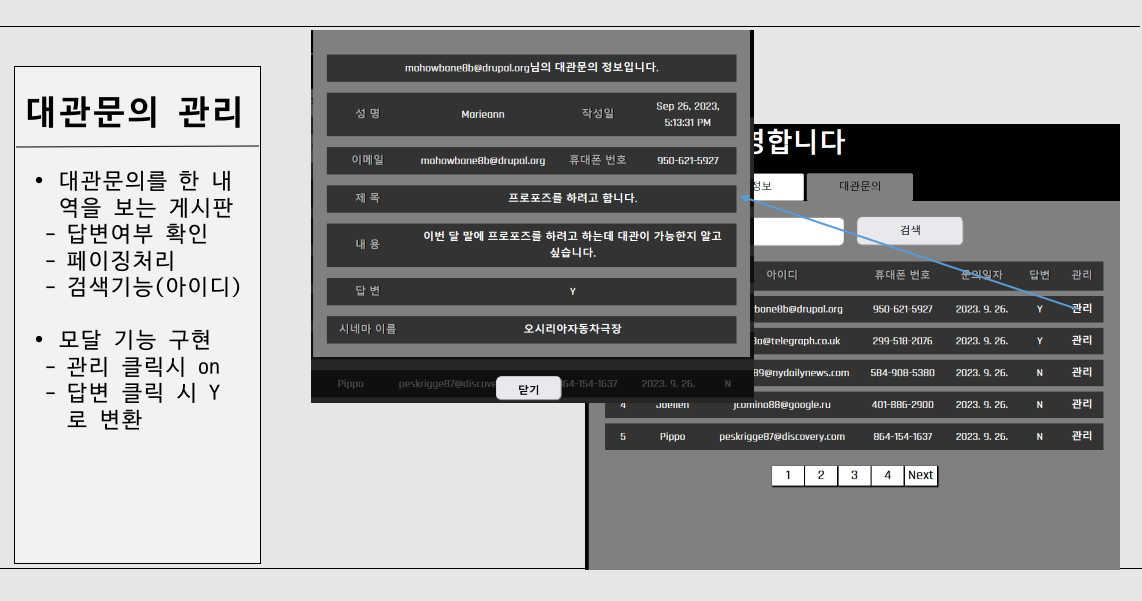 대관문의 관리
• 대관문의를 한 내
역을 보는 게시판
- 답변여부 확인
- 페이징처리
- 검색기능(아이디)
• 모달 기능 구현
- 관리 클릭시 on
- 답변 클릭 시 Y
로 변환
mohowbane8b@drupal.org님의 대관문의 정보입니다.
성 명 Marieann 작성일 Sep 26, 2023,
5:13:31 PM
이메일 mohowbane8b@drupal.org 휴대폰 번호 950-621-5927
제 목 프로포즈를 하려고 합니다.
내 용 이번 달 말에 프로포즈를 하려고 하는데 대관이 가능한지 알고
싶습니다.
답 변 Y
시네마 이름 오시리아자동차극장
Pippo peskrigge87@discove 64-154-1637 2023. 9. 26. N
닫기
합니다
정보 대관문의
검색
아이디 휴대폰 번호 문의일자 답변 관리
bane8b@drupal.org 950-621-5927 2023. 9. 26. Y 관리
@telegraph.co.uk 299-518-2076 2023. 9. 26. Y 관리
89@nydailynews.com 584-908-5380 2023. 9. 26. N 관리
4 Joellen jcomino88@google.ru 401-886-2900 2023. 9. 26. N 관리
5 Pippo peskrigge87@discovery.com 864-154-1637 2023. 9. 26. N 관리
1 2 3 4 Next